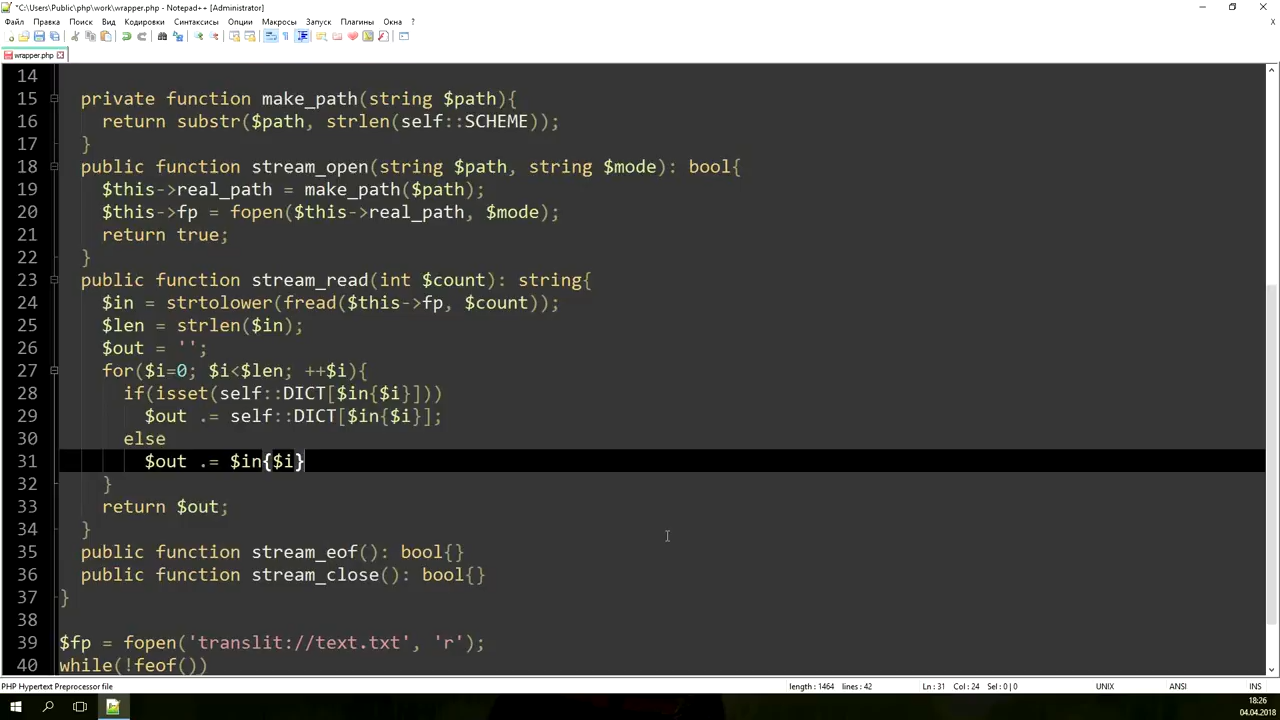 *C:\Users\Public\php\work\wrapper.php - Notepad++ [Administrator]
Файл Правка Поиск Вид Кодировки Синтаксисы Опции Макросы Запуск Плагины Окна ?
X
wrapper.php
14
15 private function make_path(string $path){
16 return substr($path, strlen(self::SCHEME));
17 }
18 public function stream_open(string $path, string $mode): bool{
19 $this->real_path = make_path($path);
20 $this->fp = fopen($this->real_path, $mode);
21 return true;
22 }
23 public function stream_read(int $count): string{
24 $in = strtolower(fread($this->fp, $count));
25 $len = strlen($in);
26 $out = '';
27 for($i=0; $i<$len; ++$i){
28 if(isset(self::DICT[$in{$i}]))
29 $out .= self::DICT[$in{$i}];
30 else
31 $out .= $in{$i}
32 }
33 return $out;
34 }
35 public function stream_eof(): bool{}
36 public function stream_close(): bool{}
37 }
38
39 $fp = fopen('translit://text.txt', 'r');
40 while(!feof())
PHP Hypertext Preprocessor file length : 1464 lines : 42 Ln : 31 Col : 24 Sel : 0 | 0 UNIX ANSI INS
18:26
04.04.2018